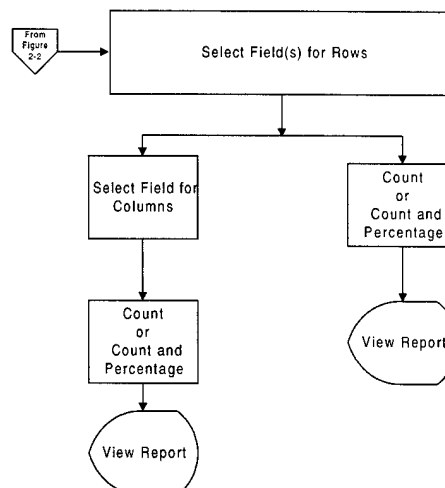 From
Figure
2-2
Select Field(s) for Rows
Select Field for
Columns
Count
or
Count and
Percentage
Count
or
Count and
Percentage
View Report
View Report